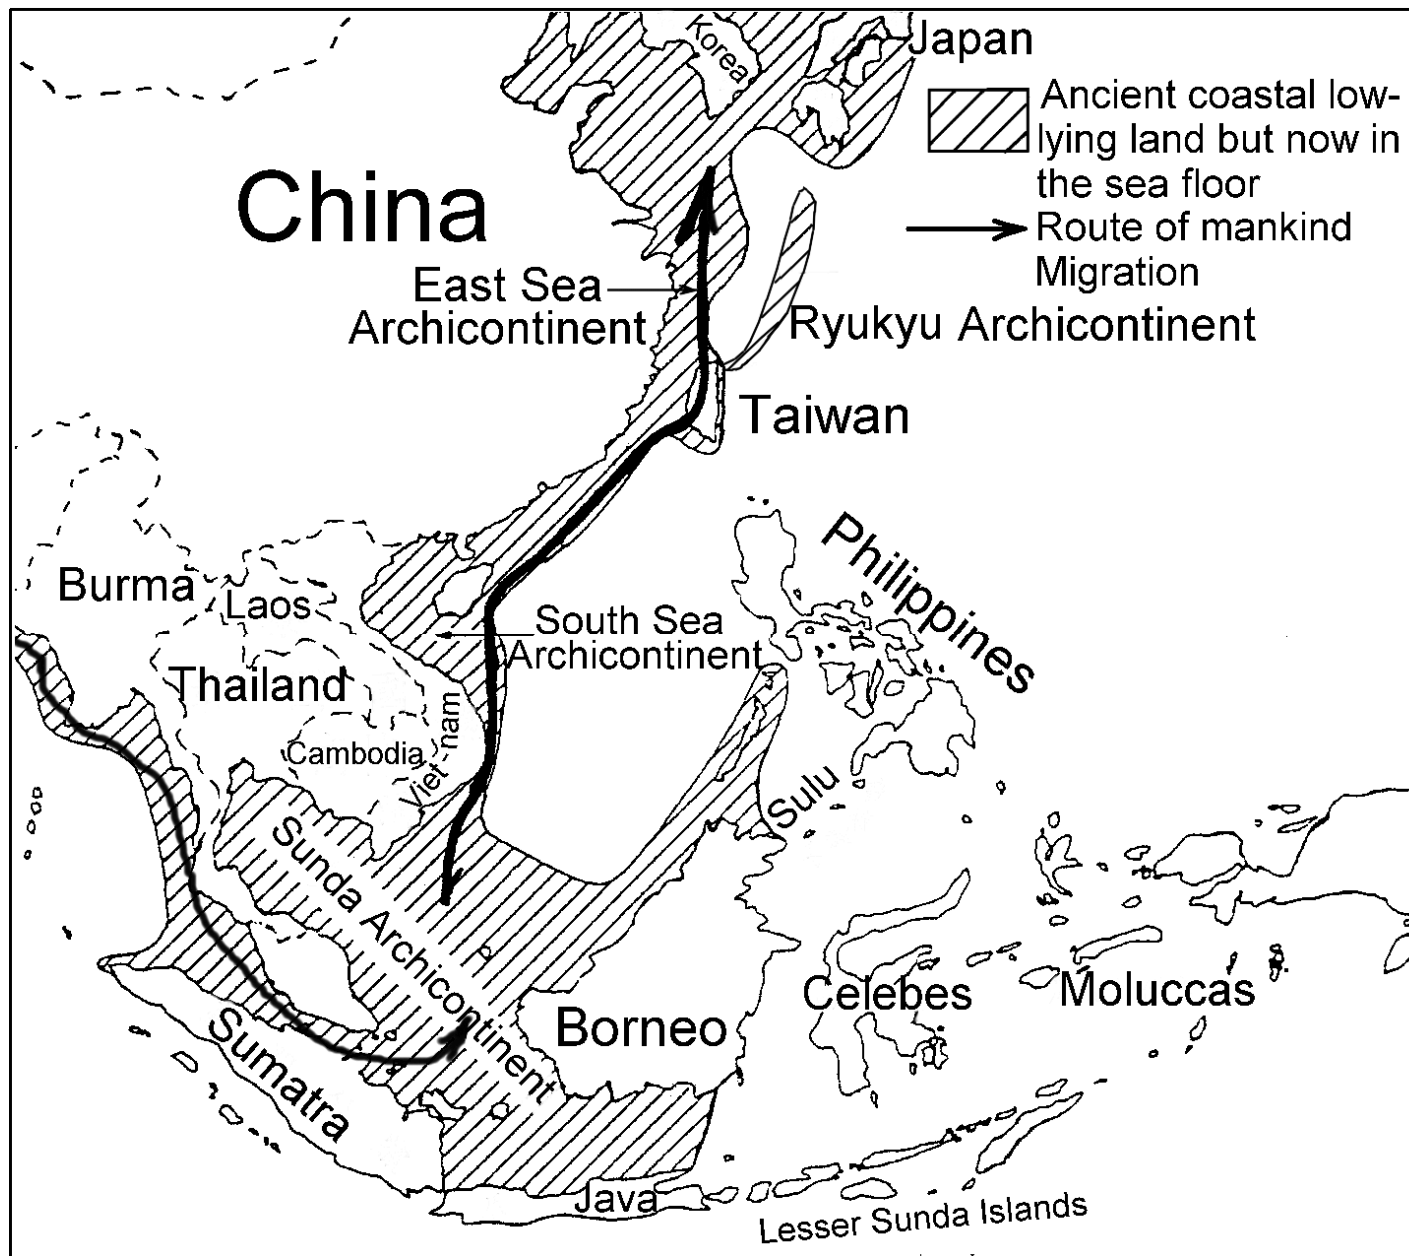 Korea
Japan
Ancient coastal low-
lying land but now in
the sea floor
Route of mankind
Migration
China
East Sea
Archicontinent
Ryukyu Archicontinent
Taiwan
Philippines
Burma
Laos
South Sea
Archicontinent
Thailand
Viet-nam
Cambodia
Sulu
Sunda Archicontinent
Celebes
Moluccas
Borneo
Sumatra
Java
Lesser Sunda Islands